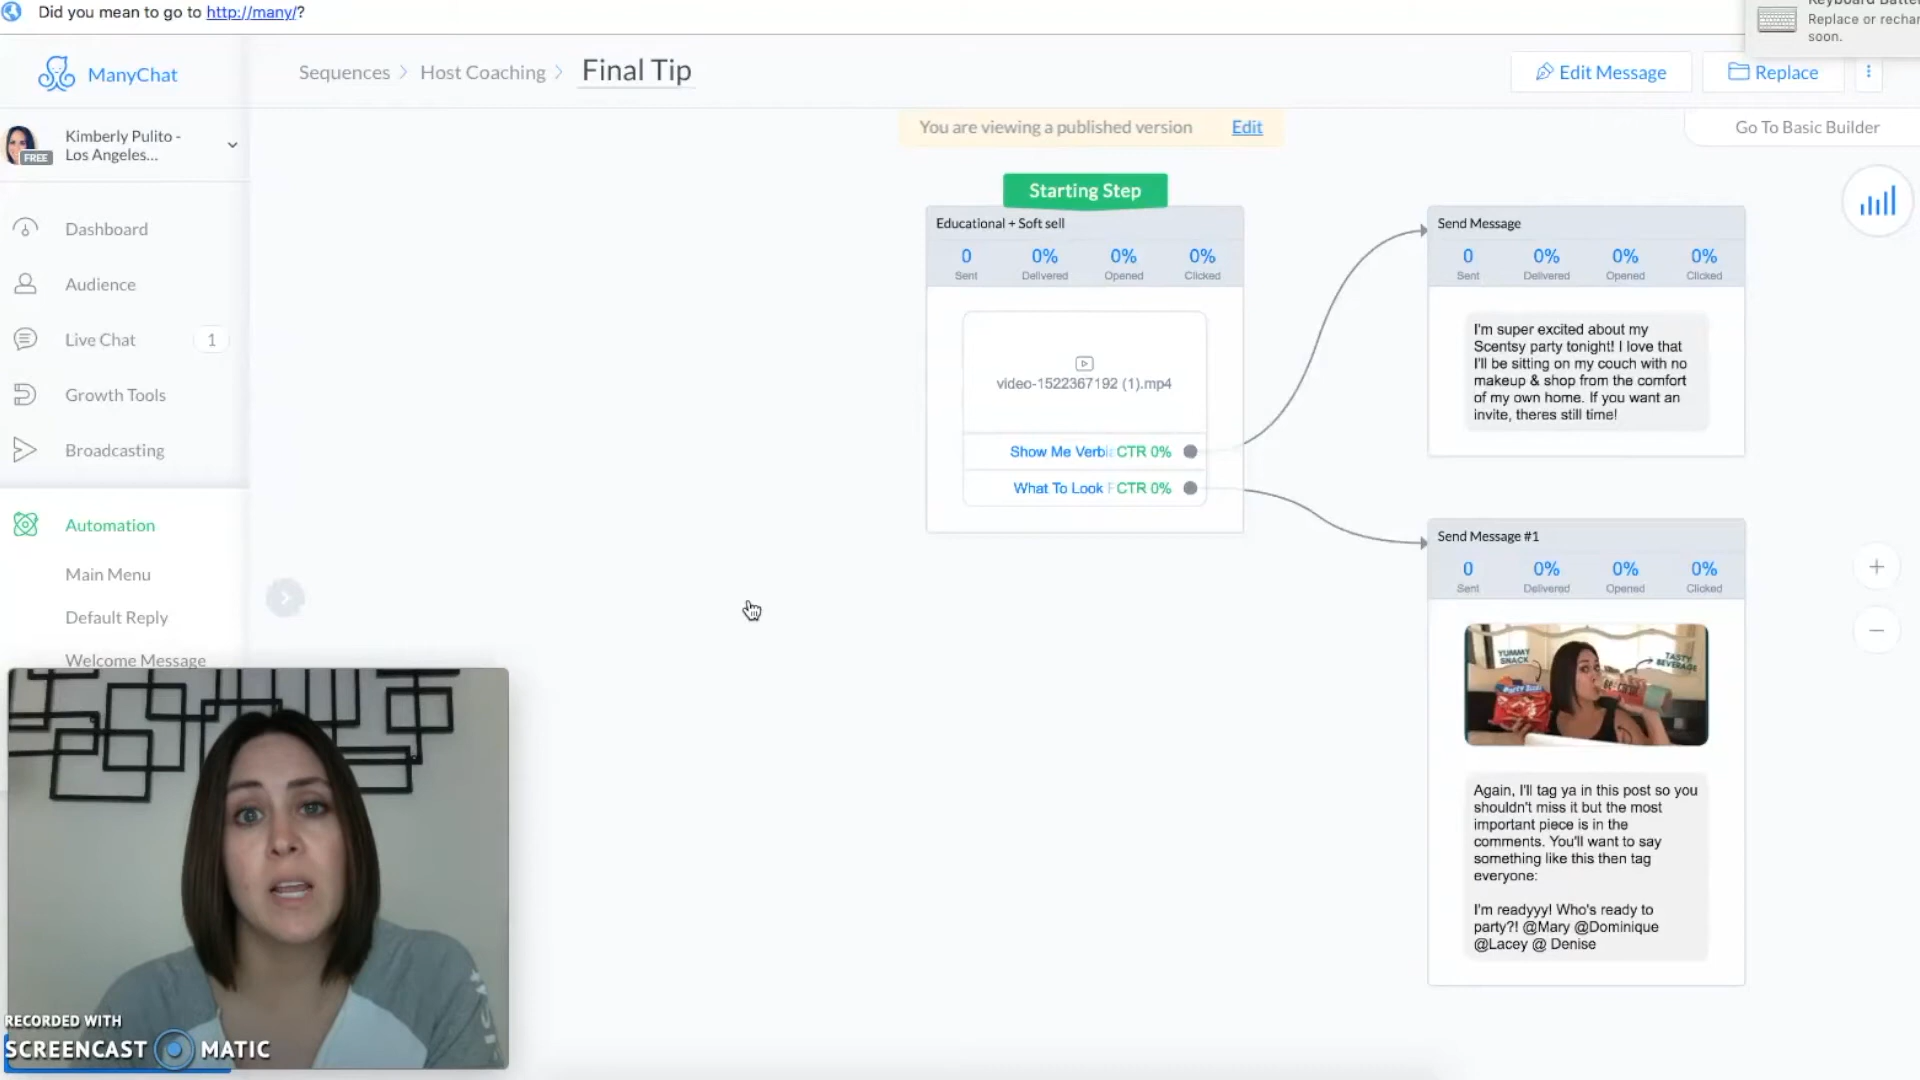 Did you mean to go to http://many/?
Replace or rechar
soon.
ManyChat
Sequences
Host Coaching
Final Tip
Edit Message
Replace
Kimberly Pulito -
Los Angeles...
FREE
You are viewing a published version
Edit
Go To Basic Builder
Dashboard
Audience
Live Chat
1
Growth Tools
Broadcasting
Automation
Main Menu
Default Reply
Welcome Message
Starting Step
Educational + Soft sell
0 0% 0% 0%
Sent Delivered Opened Clicked
video-1522367192 (1).mp4
Show Me Verbi CTR 0%
What To Look F CTR 0%
Send Message
0 0% 0% 0%
Sent Delivered Opened Clicked
I'm super excited about my
Scentsy party tonight! I love that
I'll be sitting on my couch with no
makeup & shop from the comfort
of my own home. If you want an
invite, theres still time!
Send Message #1
0 0% 0% 0%
Sent Delivered Opened Clicked
YUMMY
SNACK
TASTY
BEVERAGE
Again, I'll tag ya in this post so you
shouldn't miss it but the most
important piece is in the
comments. You'll want to say
something like this then tag
everyone:
I'm readyyy! Who's ready to
party?! @Mary @Dominique
@Lacey @ Denise
RECORDED WITH
SCREENCAST MATIC